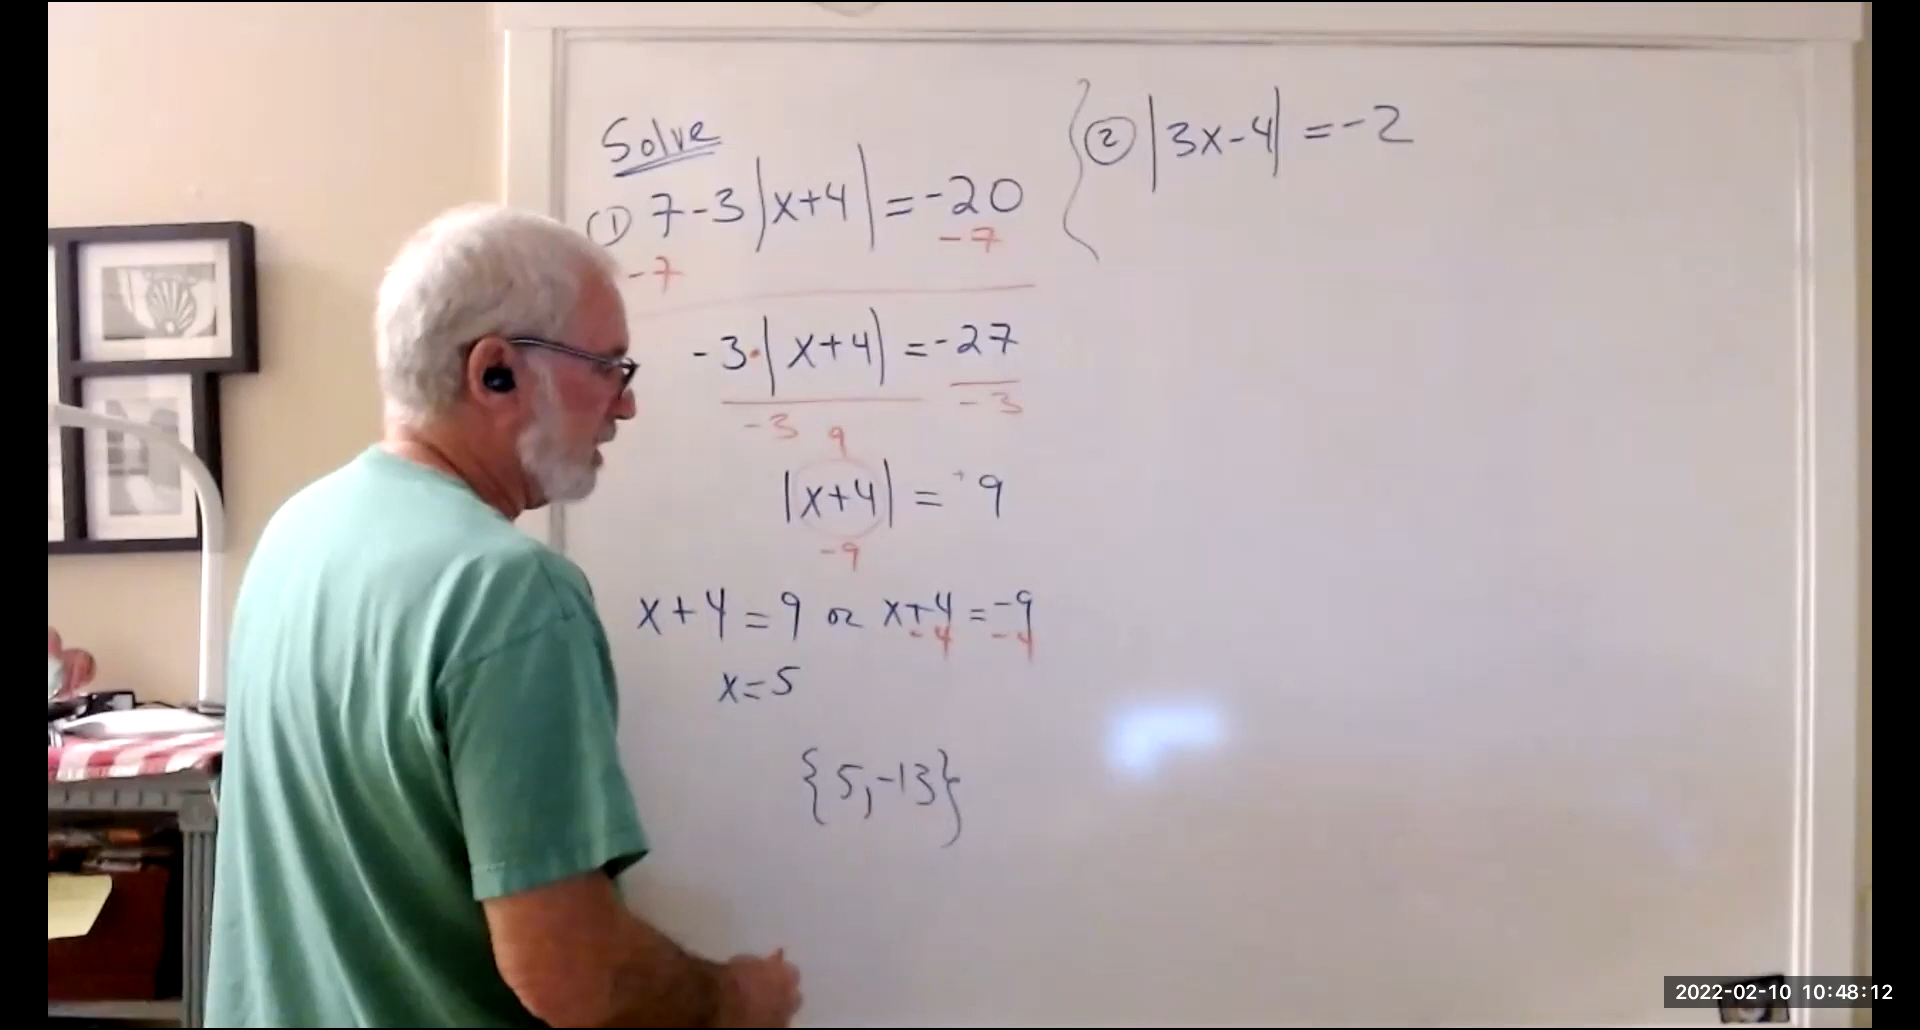 Solve
① 7-3|x+4|=-20
-7 -7
-3·|x+4|=-27
-3 -3
9
|x+4|=+9
-9
x+4=9 or x+4=-9
-4 -4
x=5
{5,-13}
② |3x-4|=-2
2022-02-10 10:48:12